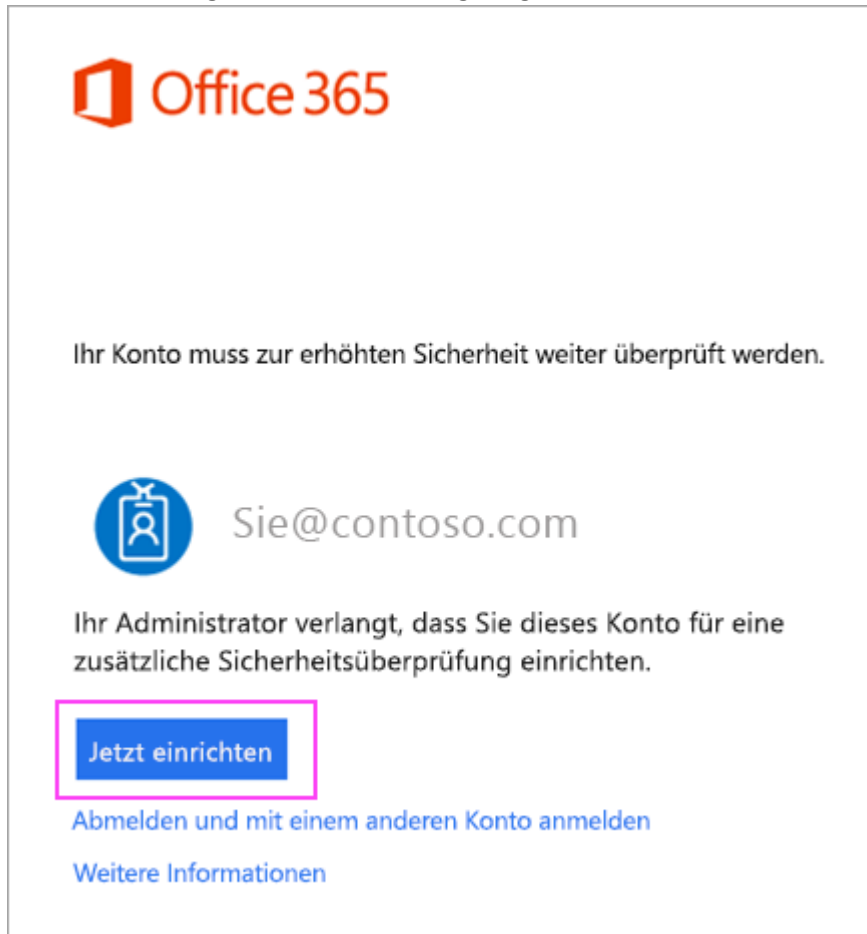 Office 365
Ihr Konto muss zur erhöhten Sicherheit weiter überprüft werden.
Sie@contoso.com
Ihr Administrator verlangt, dass Sie dieses Konto für eine
zusätzliche Sicherheitsüberprüfung einrichten.
Jetzt einrichten
Abmelden und mit einem anderen Konto anmelden
Weitere Informationen